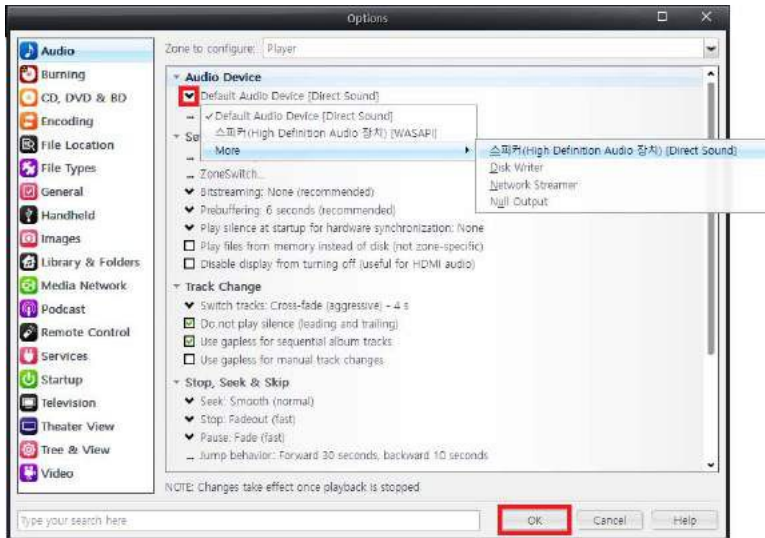 Options
Audio
Burning
CD, DVD & BD
Encoding
File Location
File Types
General
Handheld
Images
Library & Folders
Media Network
Podcast
Remote Control
Services
Startup
Television
Theater View
Tree & View
Video
Zone to configure: Player
Audio Device
Default Audio Device [Direct Sound]
... ✓ Default Audio Device [Direct Sound]
Se 스피커(High Definition Audio 장치) [WASAPI]
... More
스피커(High Definition Audio 장치) [Direct Sound]
Disk Writer
Network Streamer
Null Output
... ZoneSwitch...
Bitstreaming: None (recommended)
Prebuffering: 6 seconds (recommended)
Play silence at startup for hardware synchronization: None
Play files from memory instead of disk (not zone-specific)
Disable display from turning off (useful for HDMI audio)
Track Change
Switch tracks: Cross-fade (aggressive) - 4 s
Do not play silence (leading and trailing)
Use gapless for sequential album tracks
Use gapless for manual track changes
Stop, Seek & Skip
Seek: Smooth (normal)
Stop: Fadeout (fast)
Pause: Fade (fast)
... Jump behavior: Forward 30 seconds, backward 10 seconds
NOTE: Changes take effect once playback is stopped
Type your search here
OK
Cancel
Help